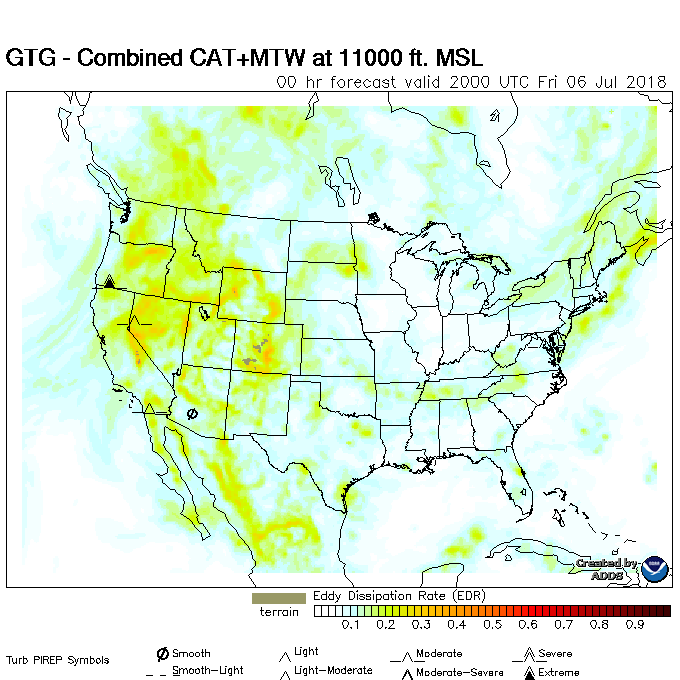 GTG - Combined CAT+MTW at 11000 ft. MSL
00 hr forecast valid 2000 UTC Fri 06 Jul 2018
Created by
ADDS
Eddy Dissipation Rate (EDR)
terrain
0.1 0.2 0.3 0.4 0.5 0.6 0.7 0.8 0.9
Turb PIREP Symbols
Smooth Light Moderate Severe
Smooth-Light Light-Moderate Moderate-Severe Extreme